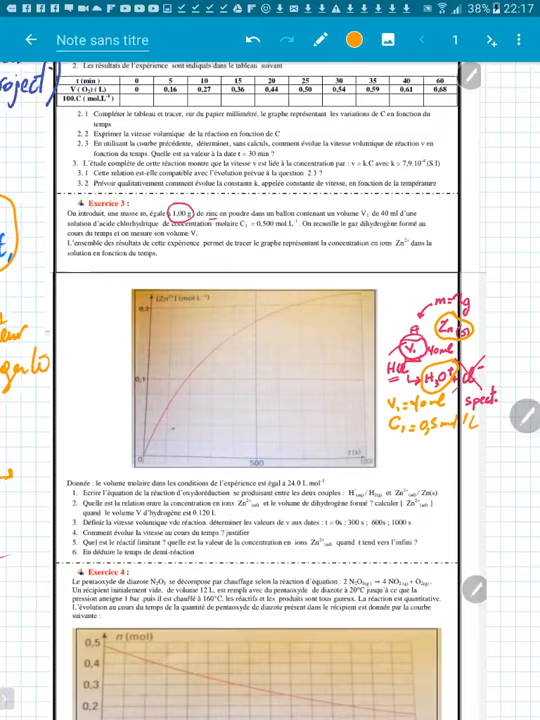 38% 22:17
Note sans titre
1
roject)
2. Les résultats de l'expérience sont indiqués dans le tableau suivant
t (min) 0 5 10 15 20 25 30 35 40 60
V ( O₂) ( L) 0 0,16 0,27 0,36 0,44 0,50 0,54 0,59 0,61 0,68
100.C ( mol.L⁻¹)
2. 1 Compléter le tableau et tracer, sur du papier millimétré, le graphe représentant les variations de C en fonction du
temps
2. 2 Exprimer la vitesse volumique de la réaction en fonction de C
2. 3 En utilisant la courbe précédente, déterminer, sans calculs, comment évolue la vitesse volumique de réaction v en
fonction du temps. Quelle est sa valeur à la date t = 30 min ?
3. L'étude complète de cette réaction montre que la vitesse v est liée à la concentration par : v = k.C avec k = 7,9.10⁻⁴ (S.I)
3. 1 Cette relation est-elle compatible avec l'évolution prévue à la question 2.3 ?
3. 2 Prévoir qualitativement comment évolue la constante k, appelée constante de vitesse, en fonction de la température
Exercice 3
On introduit, une masse m, égale à 1,00 g de zinc en poudre dans un ballon contenant un volume V₁ de 40 ml d'une
solution d'acide chlorhydrique de concentration molaire C₁ = 0,500 mol.L⁻¹. On recueille le gaz dihydrogène formé au
cours du temps et on mesure son volume V.
L'ensemble des résultats de cette expérience permet de tracer le graphe représentant la concentration en ions Zn²⁺ dans la
solution en fonction du temps.
[Zn²⁺] (mol·L⁻¹)
0,2
0,1
0
500
t (s)
m=1g
Zn(s)
V₁ 40ml
HCl
H₃O⁺ + Cl⁻
spect.
V₁ = 40ml
C₁ = 0,5mol/L
Donnée : le volume molaire dans les conditions de l'expérience est égal à 24.0 L mol⁻¹
1. Ecrire l'équation de la réaction d'oxydoréduction se produisant entre les deux couples : H⁺(aq)/H₂(g) et Zn²⁺(aq)/Zn(s)
2. Quelle est la relation entre la concentration en ions Zn²⁺(aq) et le volume de dihydrogène formé ? calculer [ Zn²⁺(aq) ]
quand le volume V d'hydrogène est 0,120 L
3. Définir la vitesse volumique v de réaction. déterminer les valeurs de v aux dates : t = 0s ; 300 s ; 600s ; 1000 s
4. Comment évolue la vitesse au cours du temps ? justifier
5. Quel est le réactif limitant ? quelle est la valeur de la concentration en ions Zn²⁺(aq) quand t tend vers l'infini ?
6. En déduire le temps de demi-réaction
Exercice 4
Le pentaoxyde de diazote N₂O₅ se décompose par chauffage selon la réaction d'équation : 2 N₂O₅(g) → 4 NO₂(g) + O₂(g).
Un récipient initialement vide, de volume 12 L, est rempli avec du pentaoxyde de diazote à 20°C jusqu'à ce que la
pression atteigne 1 bar puis il est chauffé à 160°C. les réactifs et les produits sont tous gazeux. La réaction est quantitative.
L'évolution au cours du temps de la quantité de pentaoxyde de diazote présent dans le récipient est donnée par la courbe
suivante :
n (mol)
0,5
0,4
0,3
0,2